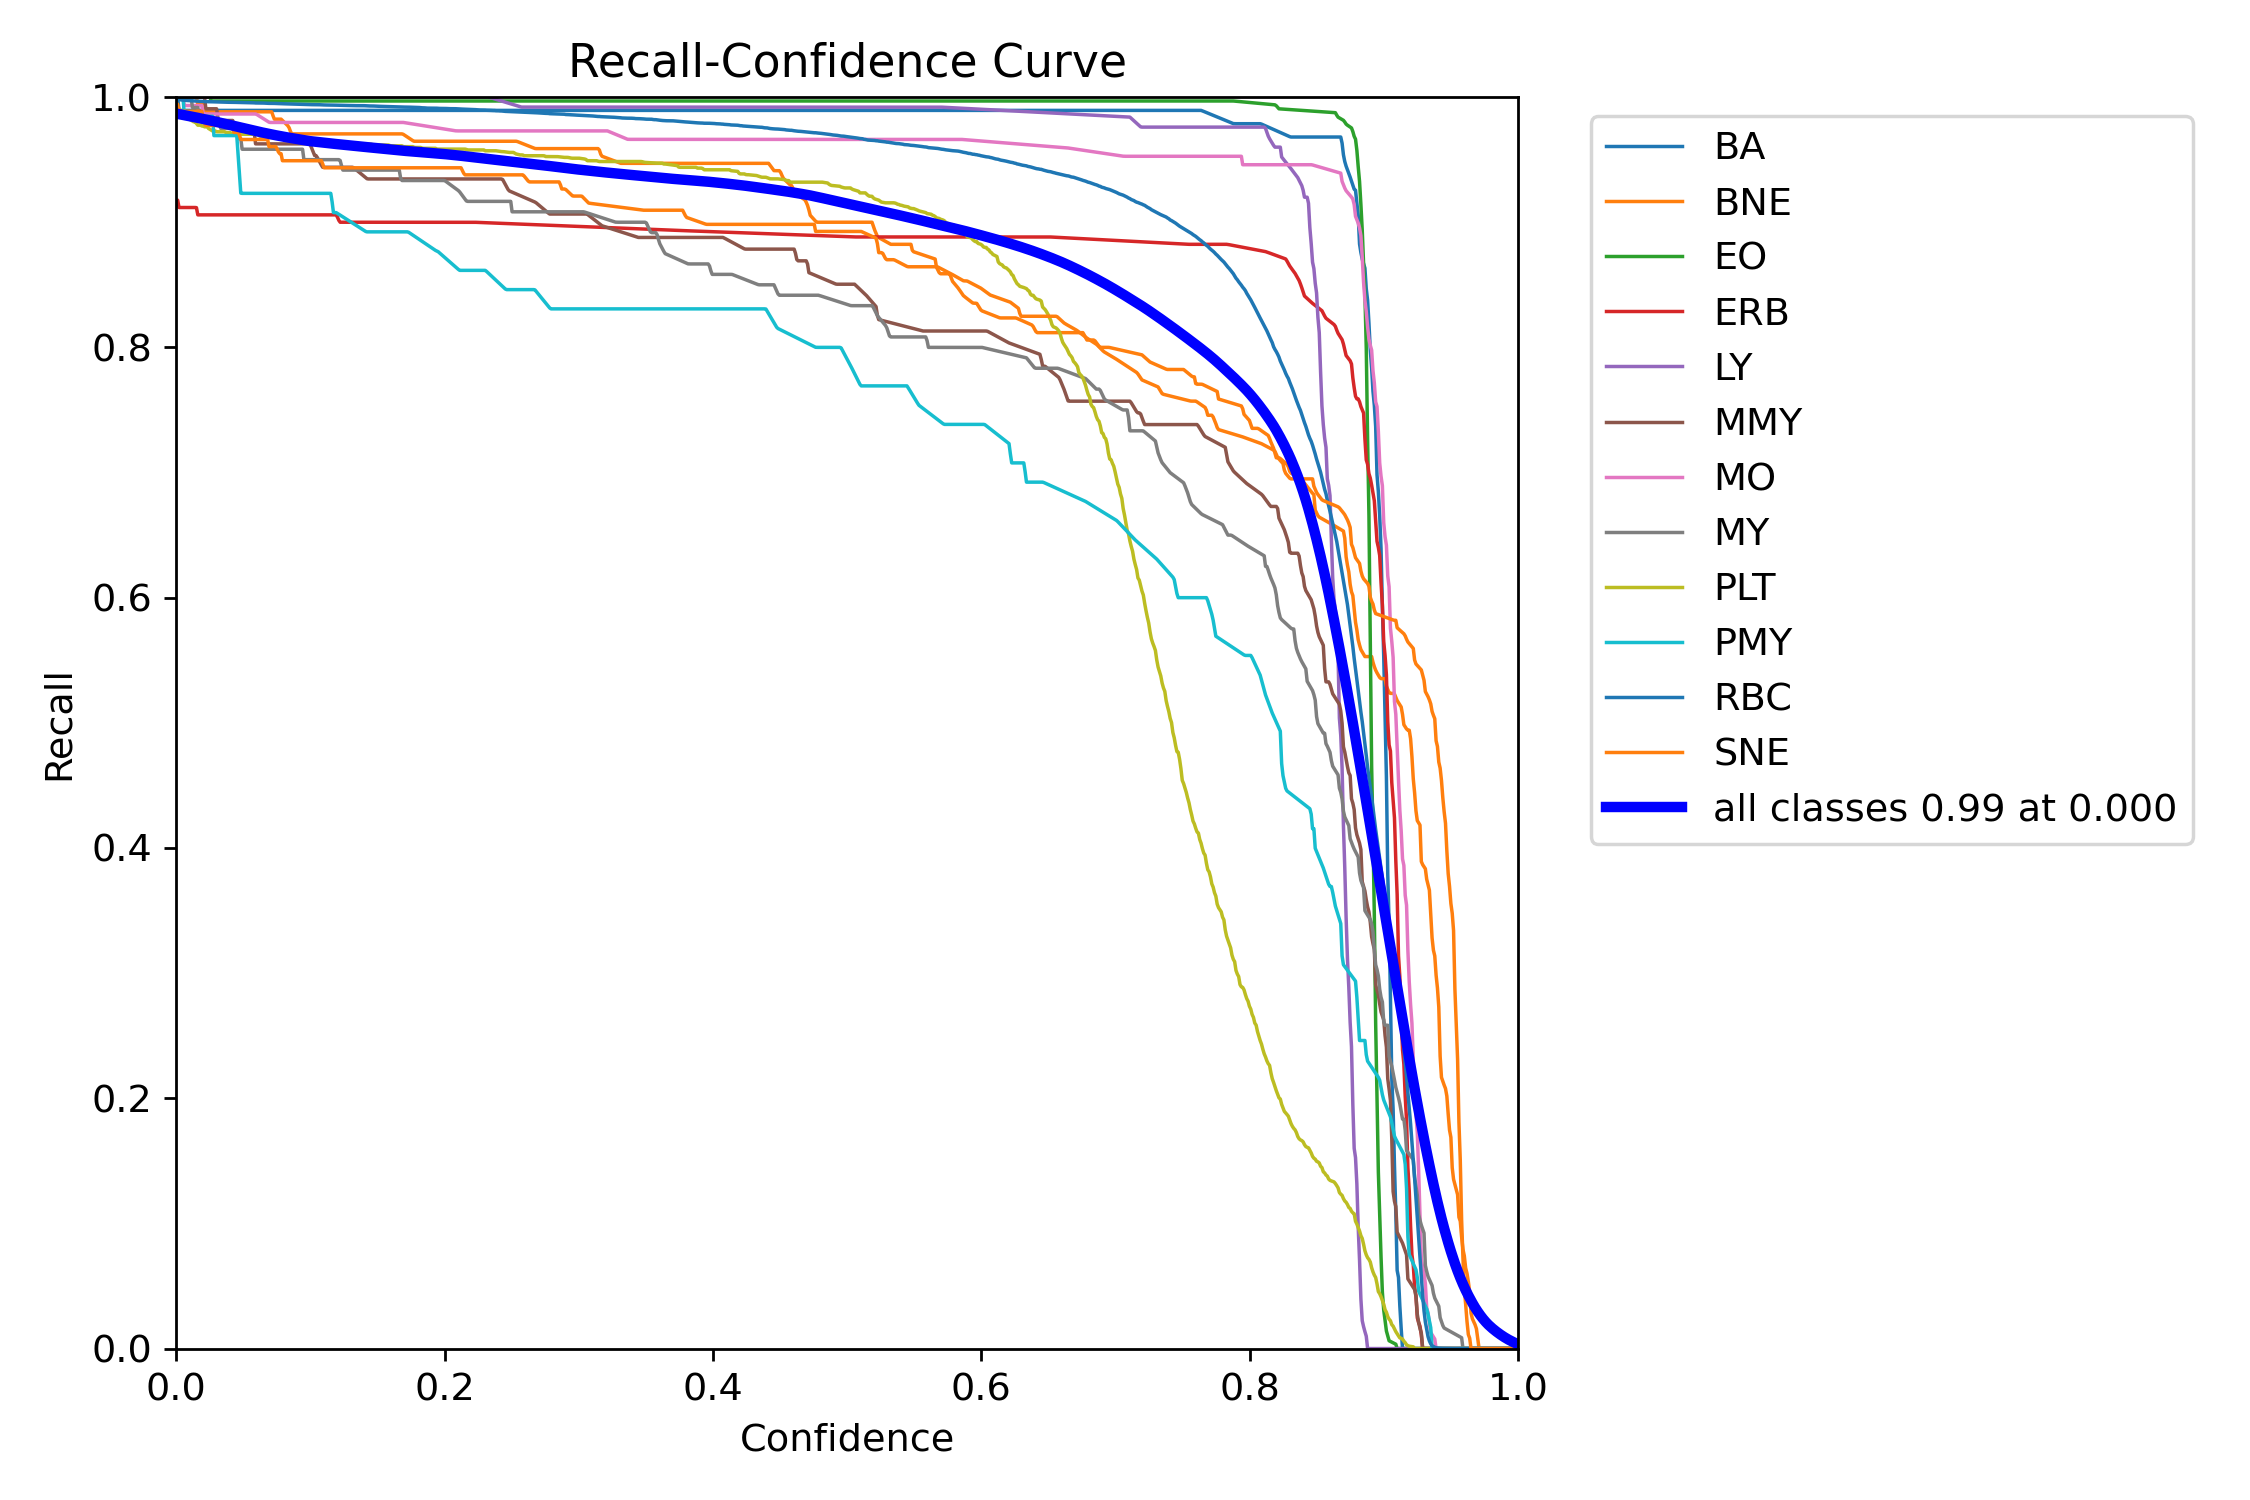 Recall-Confidence Curve
1.0
0.8
0.6
0.4
0.2
0.0
Recall
0.0 0.2 0.4 0.6 0.8 1.0
Confidence
BA
BNE
EO
ERB
LY
MMY
MO
MY
PLT
PMY
RBC
SNE
all classes 0.99 at 0.000